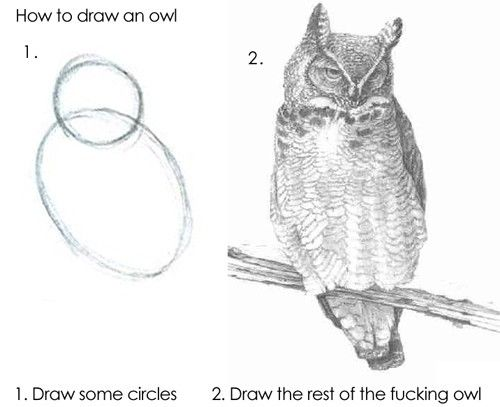 How to draw an owl
1.
2.
1. Draw some circles
2. Draw the rest of the fucking owl